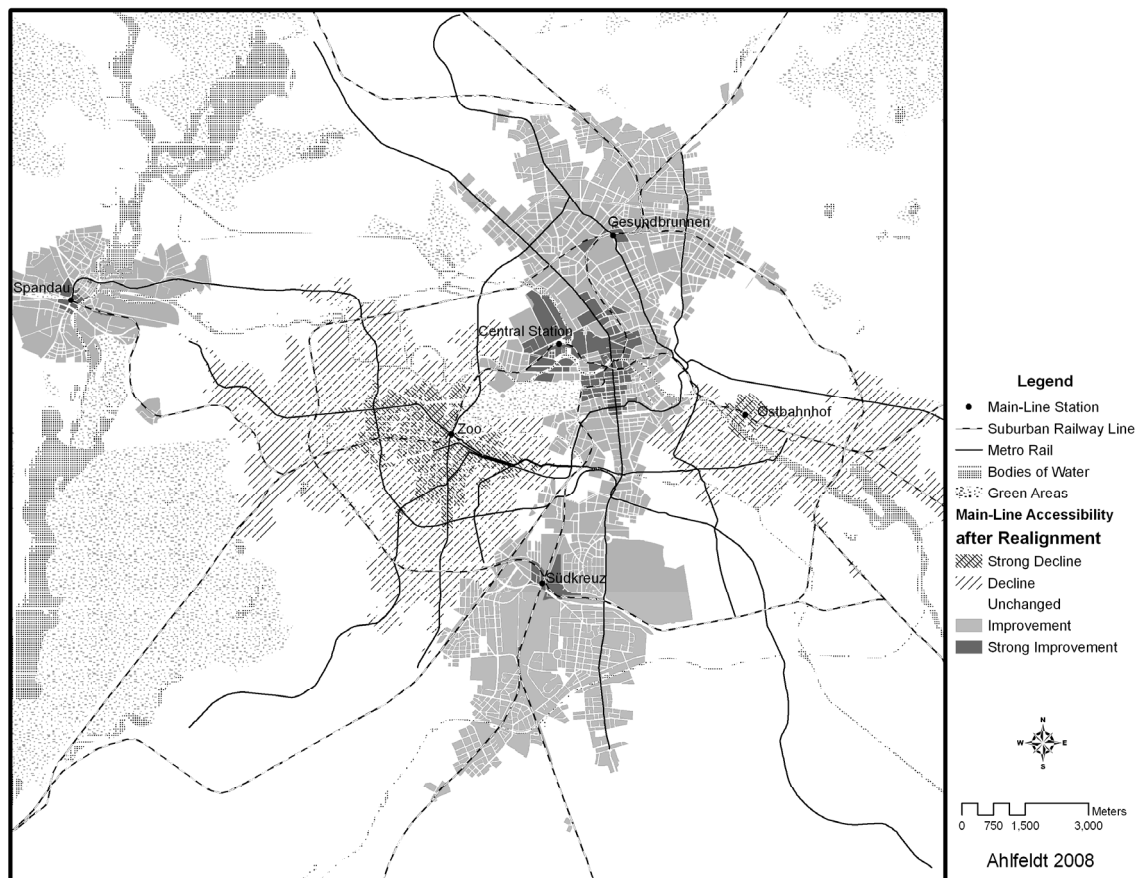 Gesundbrunnen
Spandau
Central Station
Ostbahnhof
Zoo
Südkreuz
Legend
Main-Line Station
Suburban Railway Line
Metro Rail
Bodies of Water
Green Areas
Main-Line Accessibility
after Realignment
Strong Decline
Decline
Unchanged
Improvement
Strong Improvement
N
W E
S
Meters
0 750 1,500 3,000
Ahlfeldt 2008